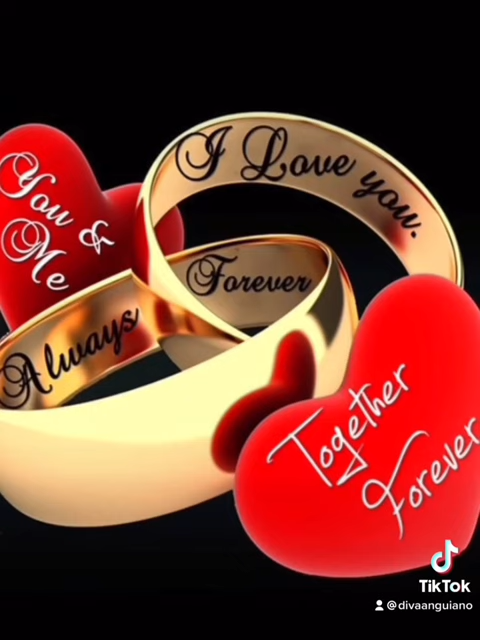 I Love you.
You &
Me
Always Forever
Together
Forever
TikTok
@divaanguiano